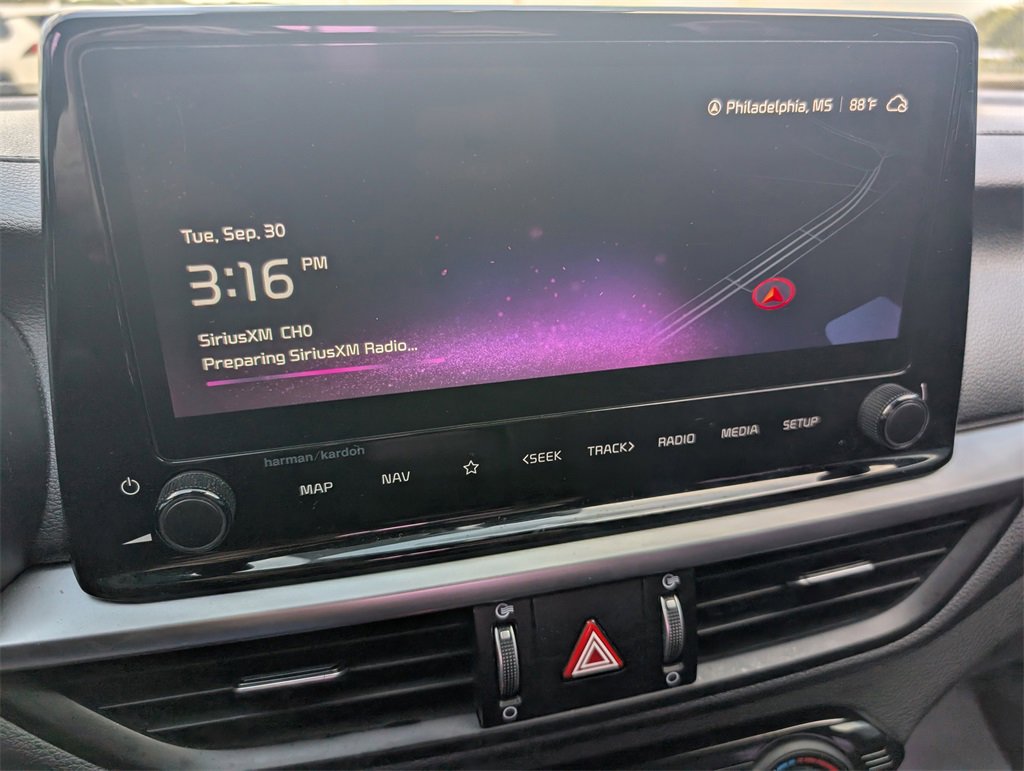 Philadelphia, MS | 88°F
Tue, Sep. 30
3:16 PM
SiriusXM CH0
Preparing SiriusXM Radio...
harman/kardon
MAP
NAV
<SEEK
TRACK>
RADIO
MEDIA
SETUP